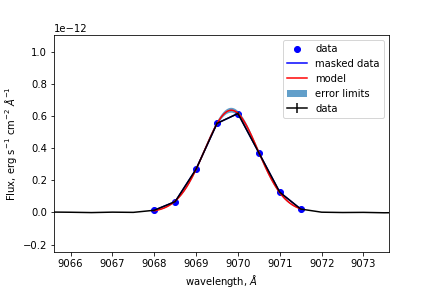 1e−12
1.0
0.8
0.6
0.4
0.2
0.0
−0.2
Flux, erg s⁻¹ cm⁻² Å⁻¹
data
masked data
model
error limits
data
9066 9067 9068 9069 9070 9071 9072 9073
wavelength, Å